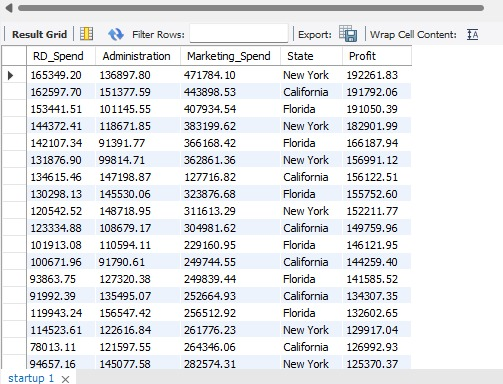 Result Grid Filter Rows: Export: Wrap Cell Content:
RD_Spend Administration Marketing_Spend State Profit
165349.20 136897.80 471784.10 New York 192261.83
162597.70 151377.59 443898.53 California 191792.06
153441.51 101145.55 407934.54 Florida 191050.39
144372.41 118671.85 383199.62 New York 182901.99
142107.34 91391.77 366168.42 Florida 166187.94
131876.90 99814.71 362861.36 New York 156991.12
134615.46 147198.87 127716.82 California 156122.51
130298.13 145530.06 323876.68 Florida 155752.60
120542.52 148718.95 311613.29 New York 152211.77
123334.88 108679.17 304981.62 California 149759.96
101913.08 110594.11 229160.95 Florida 146121.95
100671.96 91790.61 249744.55 California 144259.40
93863.75 127320.38 249839.44 Florida 141585.52
91992.39 135495.07 252664.93 California 134307.35
119943.24 156547.42 256512.92 Florida 132602.65
114523.61 122616.84 261776.23 New York 129917.04
78013.11 121597.55 264346.06 California 126992.93
94657.16 145077.58 282574.31 New York 125370.37
startup 1